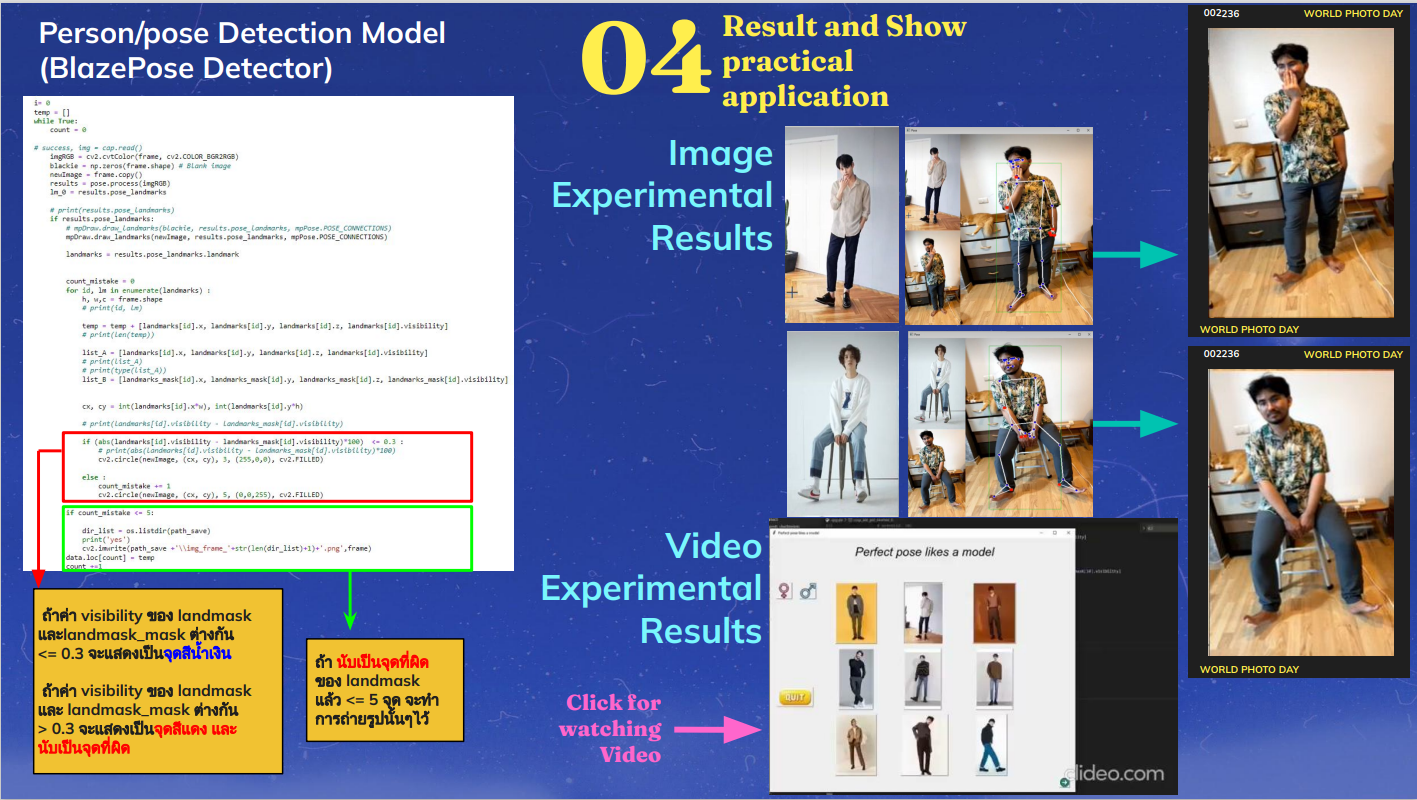 Person/pose Detection Model
(BlazePose Detector)
i= 0
temp = []
while True:
count = 0
# success, img = cap.read()
imgRGB = cv2.cvtColor(frame, cv2.COLOR_BGR2RGB)
blackie = np.zeros(frame.shape) # Blank image
newImage = frame.copy()
results = pose.process(imgRGB)
lm_0 = results.pose_landmarks
# print(results.pose_landmarks)
if results.pose_landmarks:
# mpDraw.draw_landmarks(blackie, results.pose_landmarks, mpPose.POSE_CONNECTIONS)
mpDraw.draw_landmarks(newImage, results.pose_landmarks, mpPose.POSE_CONNECTIONS)
landmarks = results.pose_landmarks.landmark
count_mistake = 0
for id, lm in enumerate(landmarks) :
h, w,c = frame.shape
# print(id, lm)
temp = temp + [landmarks[id].x, landmarks[id].y, landmarks[id].z, landmarks[id].visibility]
# print(len(temp))
list_A = [landmarks[id].x, landmarks[id].y, landmarks[id].z, landmarks[id].visibility]
# print(list_A)
# print(type(list_A))
list_B = [landmarks_mask[id].x, landmarks_mask[id].y, landmarks_mask[id].z, landmarks_mask[id].visibility]
cx, cy = int(landmarks[id].x*w), int(landmarks[id].y*h)
# print(landmarks[id].visibility - landmarks_mask[id].visibility)
if (abs(landmarks[id].visibility - landmarks_mask[id].visibility)*100) <= 0.3 :
# print(abs(landmarks[id].visibility - landmarks_mask[id].visibility)*100)
cv2.circle(newImage, (cx, cy), 3, (255,0,0), cv2.FILLED)
else :
count_mistake += 1
cv2.circle(newImage, (cx, cy), 5, (0,0,255), cv2.FILLED)
if count_mistake <= 5:
dir_list = os.listdir(path_save)
print('yes')
cv2.imwrite(path_save +'\\img_frame_'+str(len(dir_list)+1)+'.png',frame)
data.loc[count] = temp
count +=1
ถ้าค่า visibility ของ landmask
และlandmask_mask ต่างกัน
<= 0.3 จะแสดงเป็นจุดสีน้ำเงิน
ถ้าค่า visibility ของ landmask
และ landmask_mask ต่างกัน
> 0.3 จะแสดงเป็นจุดสีแดง และ
นับเป็นจุดที่ผิด
ถ้า นับเป็นจุดที่ผิด
ของ landmask
แล้ว <= 5 จุด จะทำ
การถ่ายรูปนั้นๆไว้
04
Result and Show
practical
application
Image
Experimental
Results
Video
Experimental
Results
Click for
watching
Video
Perfect pose likes a model
Perfect pose likes a model
QUIT
clideo.com
002236 WORLD PHOTO DAY
WORLD PHOTO DAY
002236 WORLD PHOTO DAY
WORLD PHOTO DAY